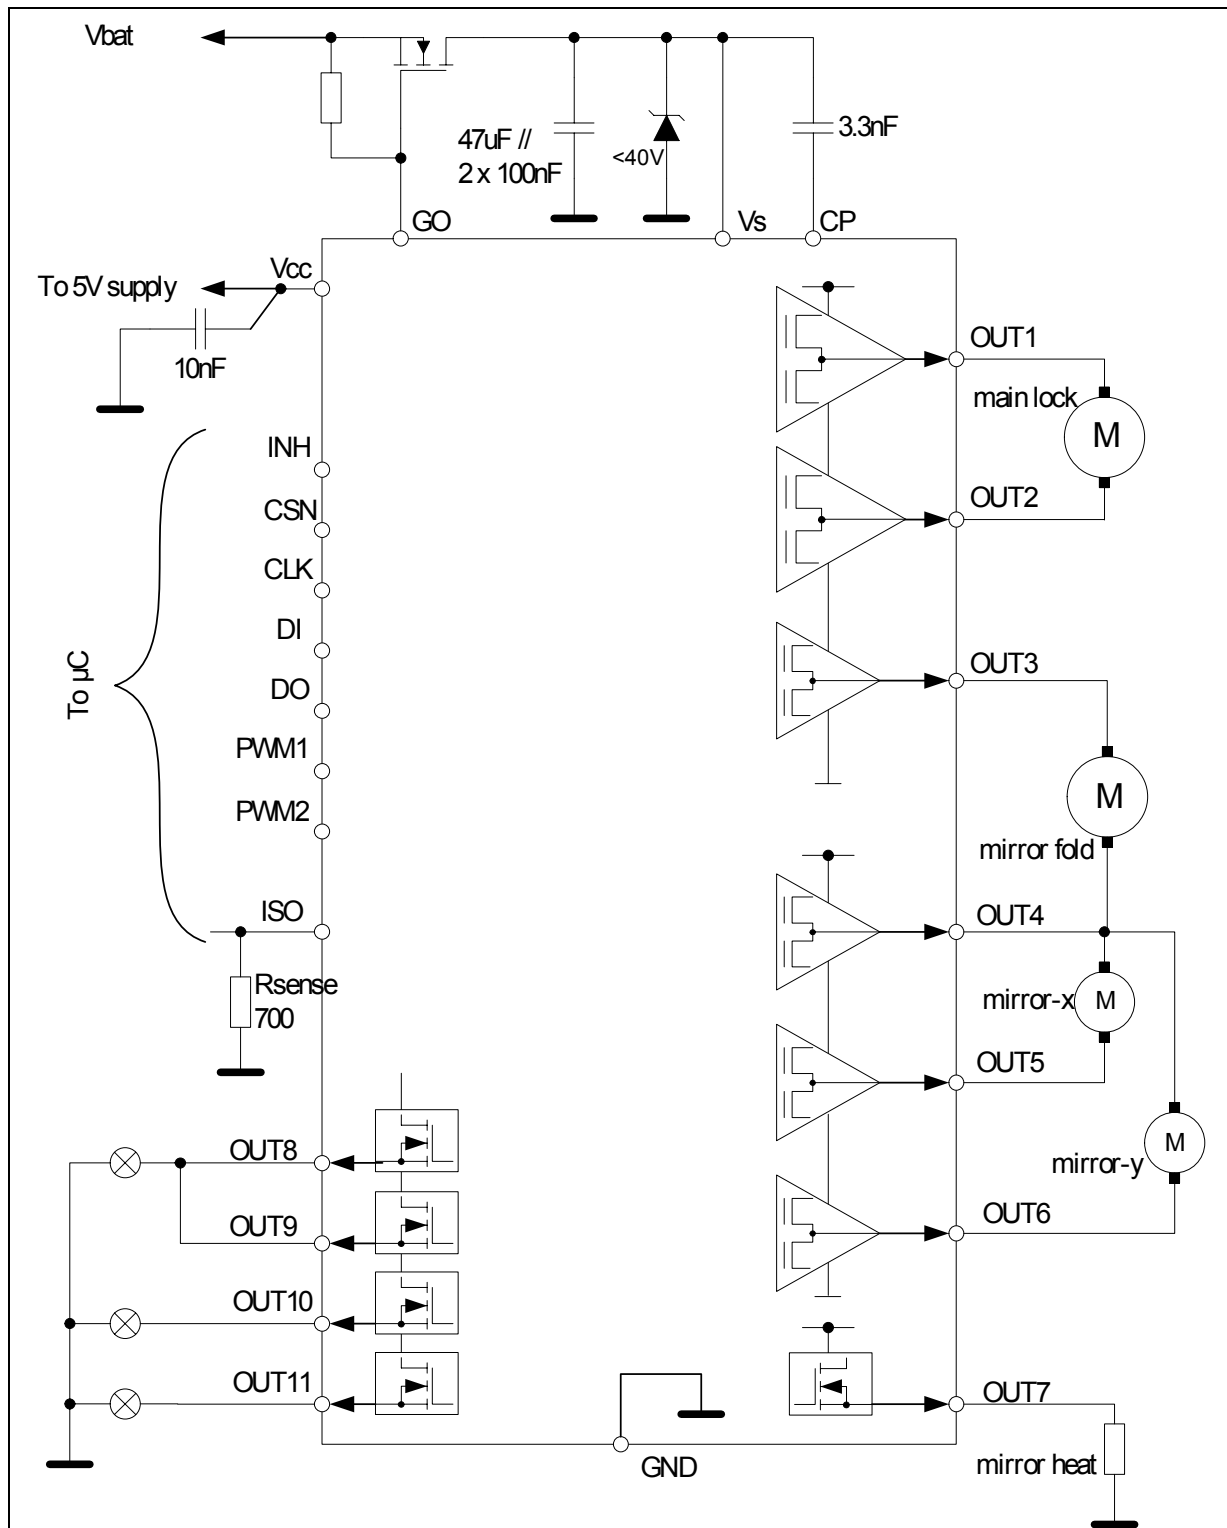 Vbat
47uF //
2 x 100nF
<40V
3.3nF
GO
Vs
CP
Vcc
To 5V supply
10nF
OUT1
main lock
M
INH
CSN
OUT2
CLK
DI
To µC
DO
OUT3
PWM1
M
PWM2
mirror fold
ISO
OUT4
Rsense
700
mirror-x
M
OUT5
OUT8
M
mirror-y
OUT9
OUT6
OUT10
OUT11
OUT7
GND
mirror heat